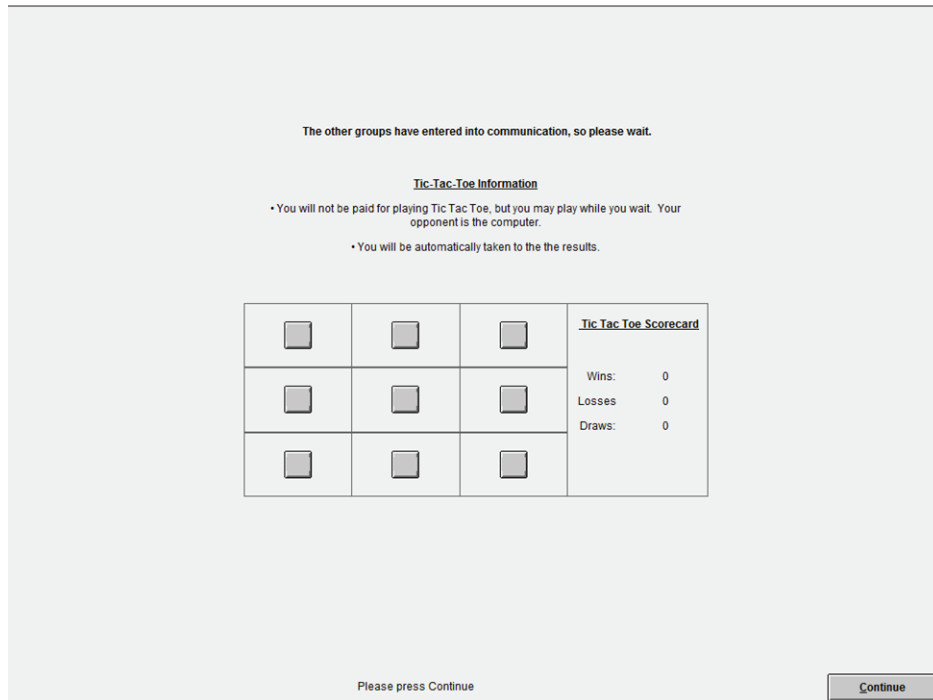 The other groups have entered into communication, so please wait.
Tic-Tac-Toe Information
• You will not be paid for playing Tic Tac Toe, but you may play while you wait.  Your
opponent is the computer.
• You will be automatically taken to the the results.
Tic Tac Toe Scorecard
Wins: 0
Losses 0
Draws: 0
Please press Continue
Continue